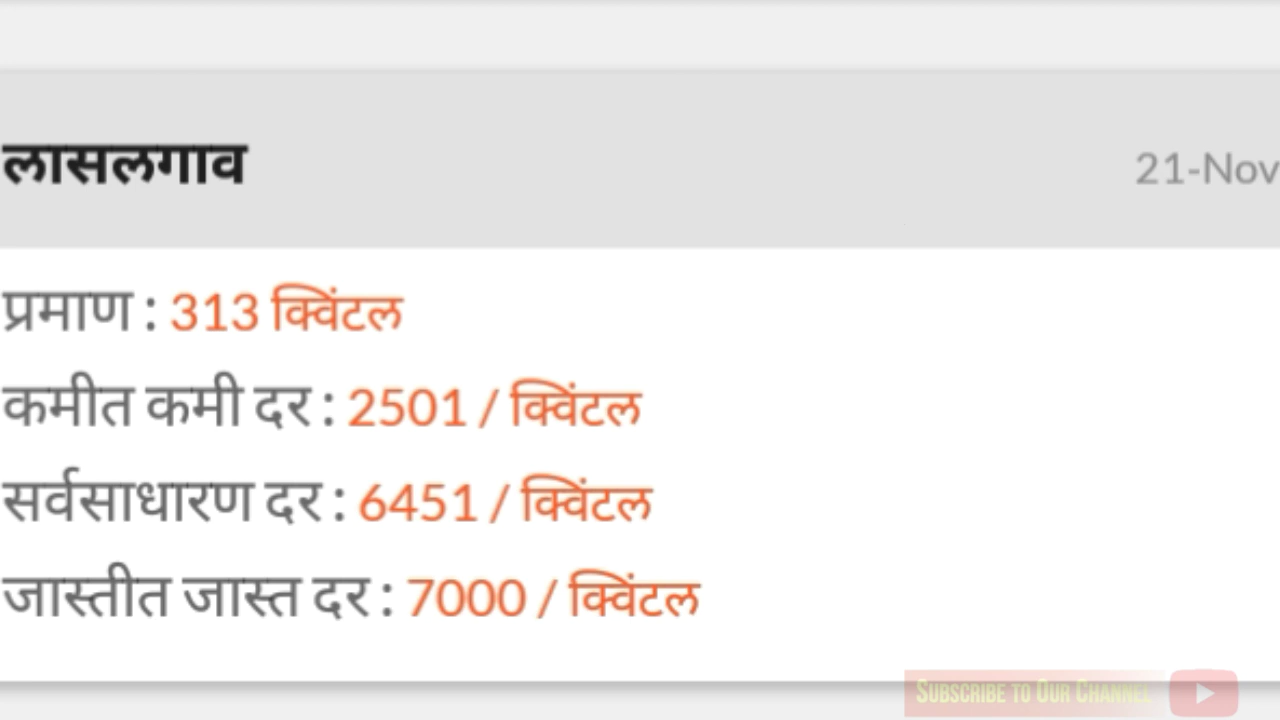 लासलगाव
21-Nov
प्रमाण : 313 क्विंटल
कमीत कमी दर : 2501 / क्विंटल
सर्वसाधारण दर : 6451 / क्विंटल
जास्तीत जास्त दर : 7000 / क्विंटल
SUBSCRIBE TO OUR CHANNEL